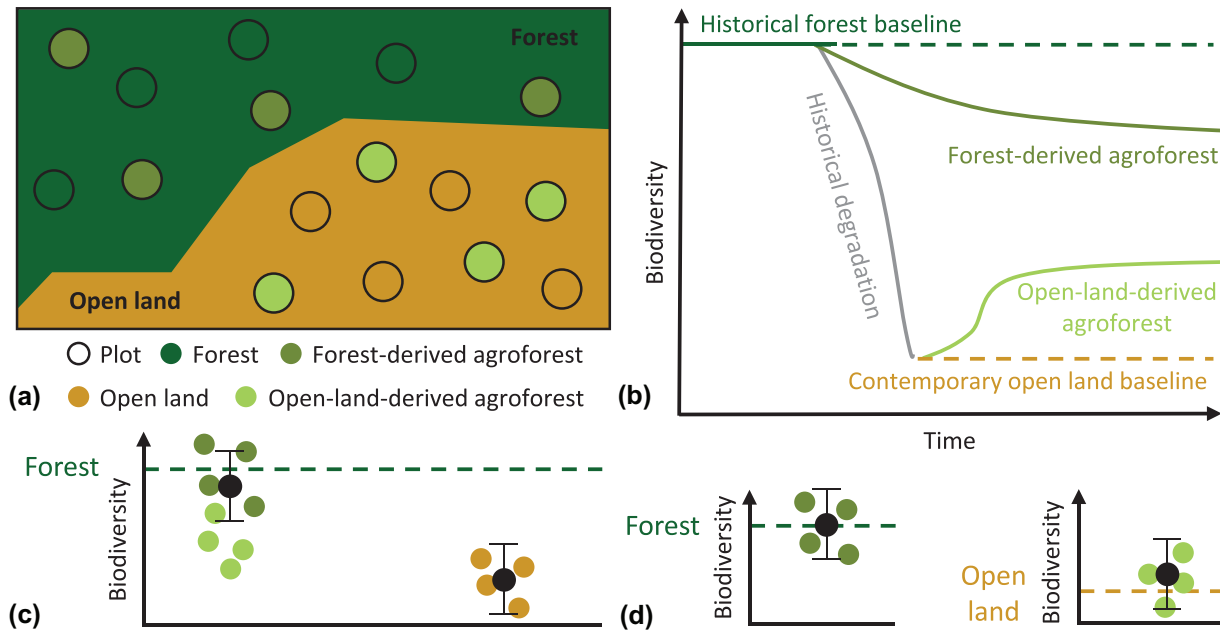 Forest
Open land
Plot
Forest
Forest-derived agroforest
(a)
Open land
Open-land-derived agroforest
Historical forest baseline
Historical degradation
Forest-derived agroforest
Open-land-derived
agroforest
Contemporary open land baseline
Biodiversity
(b)
Time
Forest
Biodiversity
(c)
Forest
Biodiversity
(d)
Open
land
Biodiversity